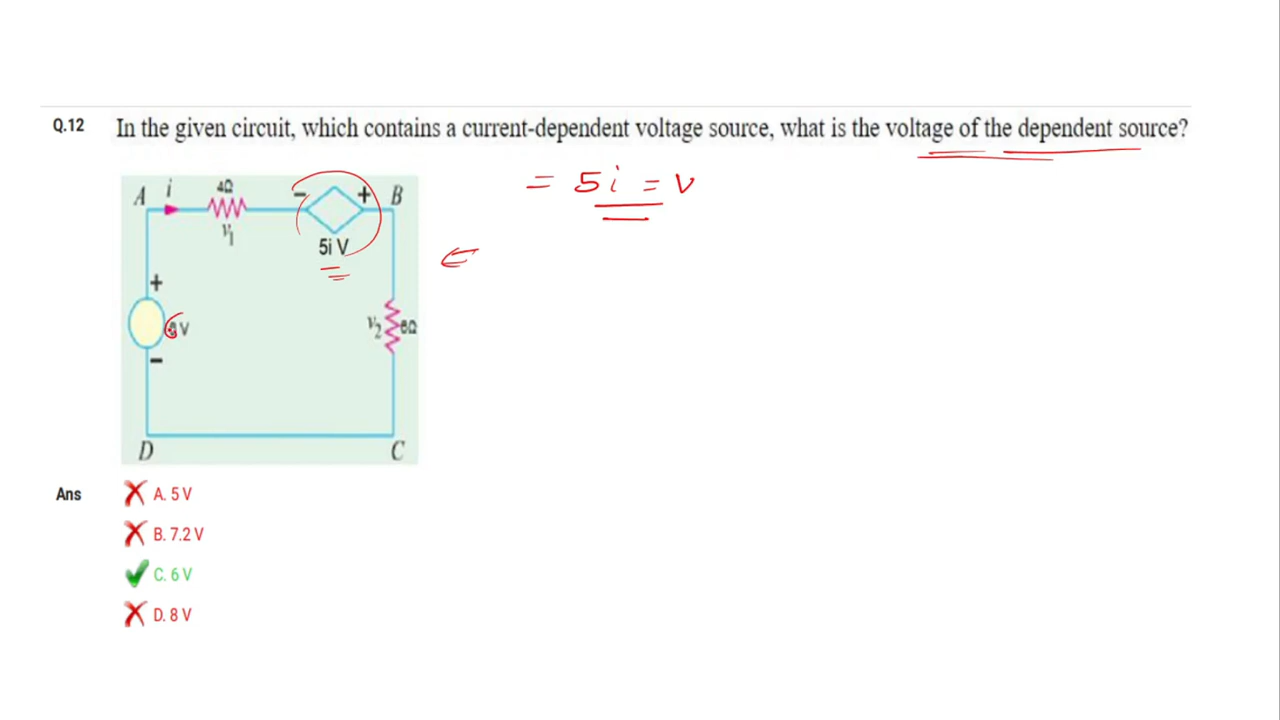 Q.12 In the given circuit, which contains a current-dependent voltage source, what is the voltage of the dependent source?
= 5i = v
A i 4Ω − + B
v1
5i V
+
6 V
v2 6Ω
−
D C
Ans
A. 5 V
B. 7.2 V
C. 6 V
D. 8 V